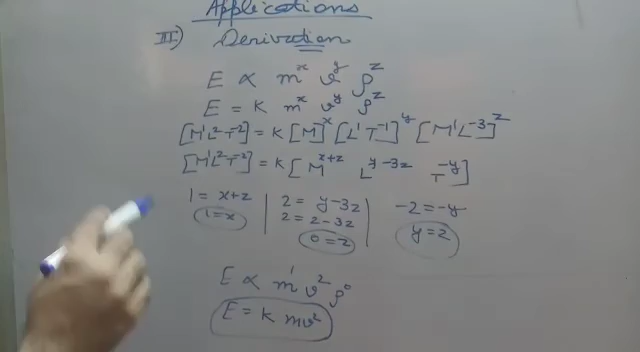 Applications
III) Derivation
E ∝ m^x v^y ρ^z
E = K m^x v^y ρ^z
[M¹L²T⁻²] = K [M]^x [L¹T⁻¹]^y [M¹L⁻³]^z
[M¹L²T⁻²] = K [M^x+z L^y-3z T^-y]
1 = x+z | 2 = y-3z | -2 = -y
1 = x | 2 = 2-3z | y = 2
0 = z
E ∝ m¹ v² ρ⁰
E = K mv²